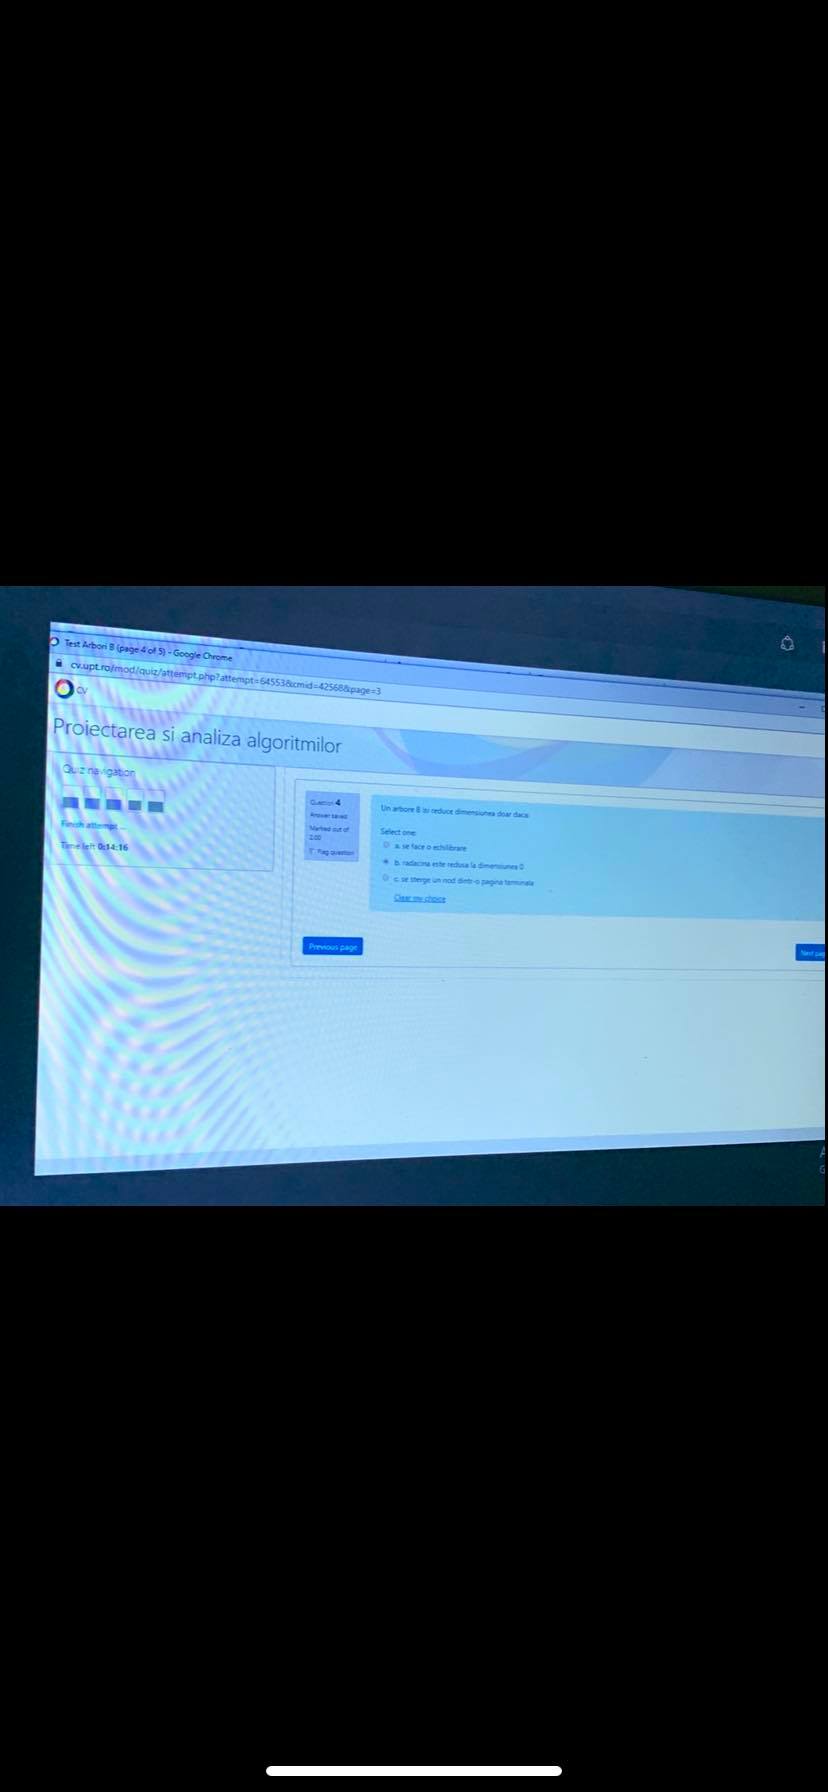 Test Arbori B (page 4 of 5) - Google Chrome
cv.upt.ro/mod/quiz/attempt.php?attempt=64553&cmid=42568&page=3
CV
Proiectarea si analiza algoritmilor
Quiz navigation
Finish attempt ...
Time left 0:14:16
Question 4
Answer saved
Marked out of
2.00
Flag question
Un arbore B isi reduce dimensiunea doar daca
Select one:
a. se face o echilibrare
b. radacina este redusa la dimensiunea 0
c. se sterge un nod dintr-o pagina terminala
Clear my choice
Previous page
Next